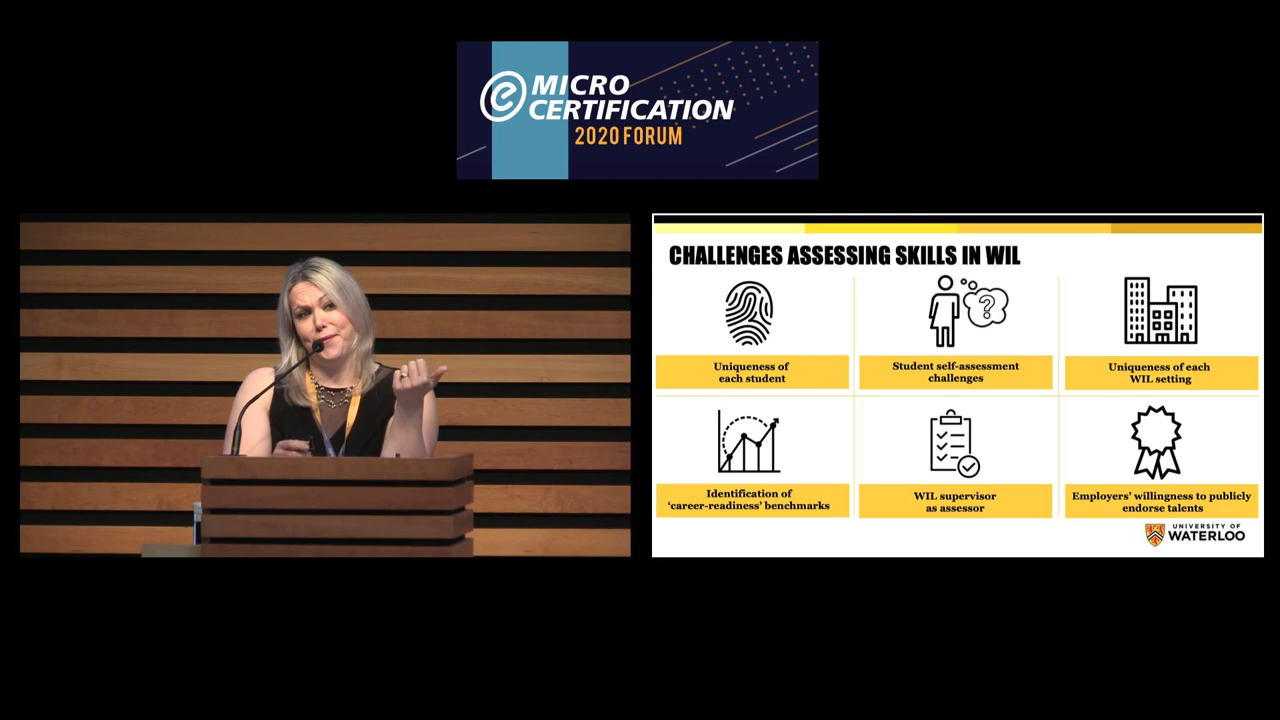 MICRO
CERTIFICATION
2020 FORUM
CHALLENGES ASSESSING SKILLS IN WIL
Uniqueness of
each student
Student self-assessment
challenges
Uniqueness of each
WIL setting
Identification of
‘career-readiness’ benchmarks
WIL supervisor
as assessor
Employers’ willingness to publicly
endorse talents
UNIVERSITY OF
WATERLOO